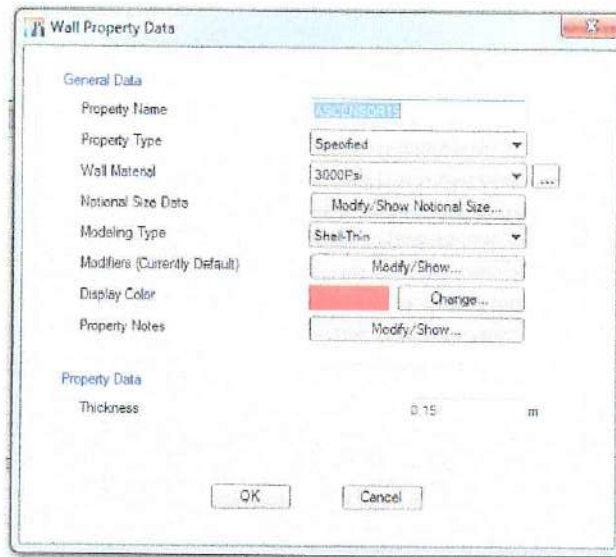 Wall Property Data
General Data
Property Name ASCENSOR15
Property Type Specified
Wall Material 3000Psi ...
Notional Size Data Modify/Show Notional Size...
Modeling Type Shell-Thin
Modifiers (Currently Default) Modify/Show...
Display Color Change...
Property Notes Modify/Show...
Property Data
Thickness 0.15 m
OK Cancel